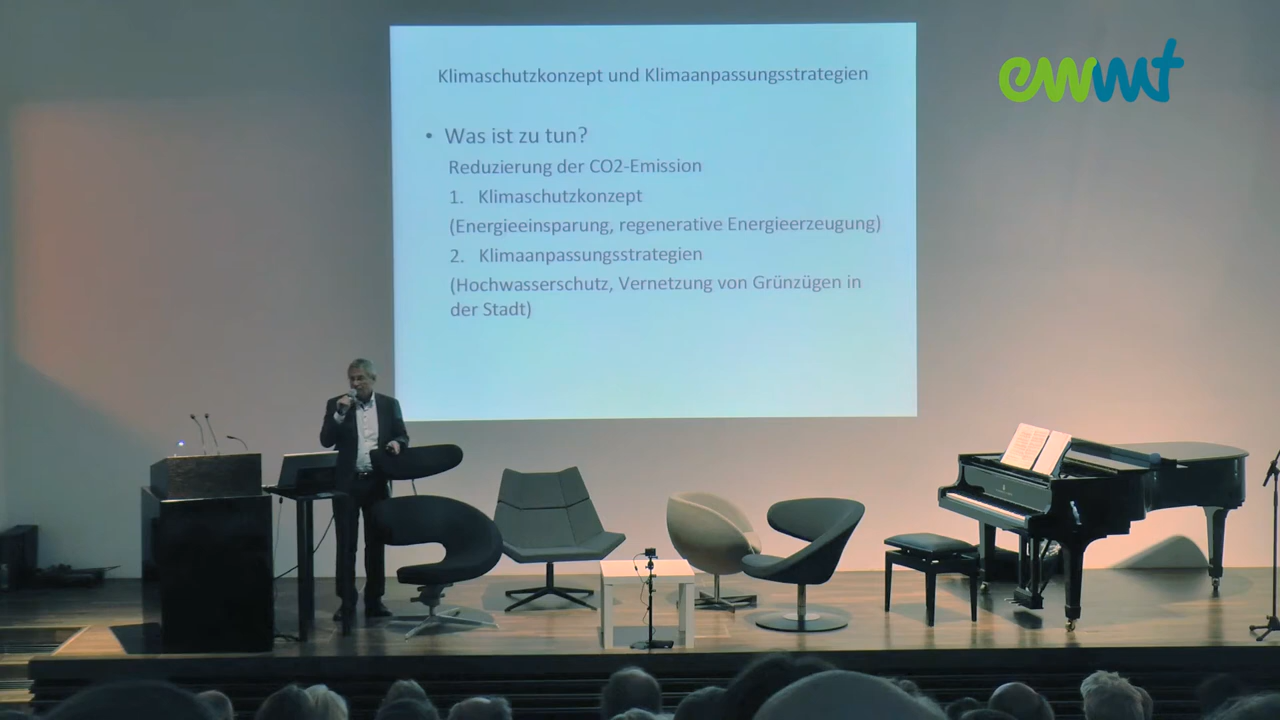 Klimaschutzkonzept und Klimaanpassungsstrategien
• Was ist zu tun?
Reduzierung der CO2-Emission
1. Klimaschutzkonzept
(Energieeinsparung, regenerative Energieerzeugung)
2. Klimaanpassungsstrategien
(Hochwasserschutz, Vernetzung von Grünzügen in
der Stadt)